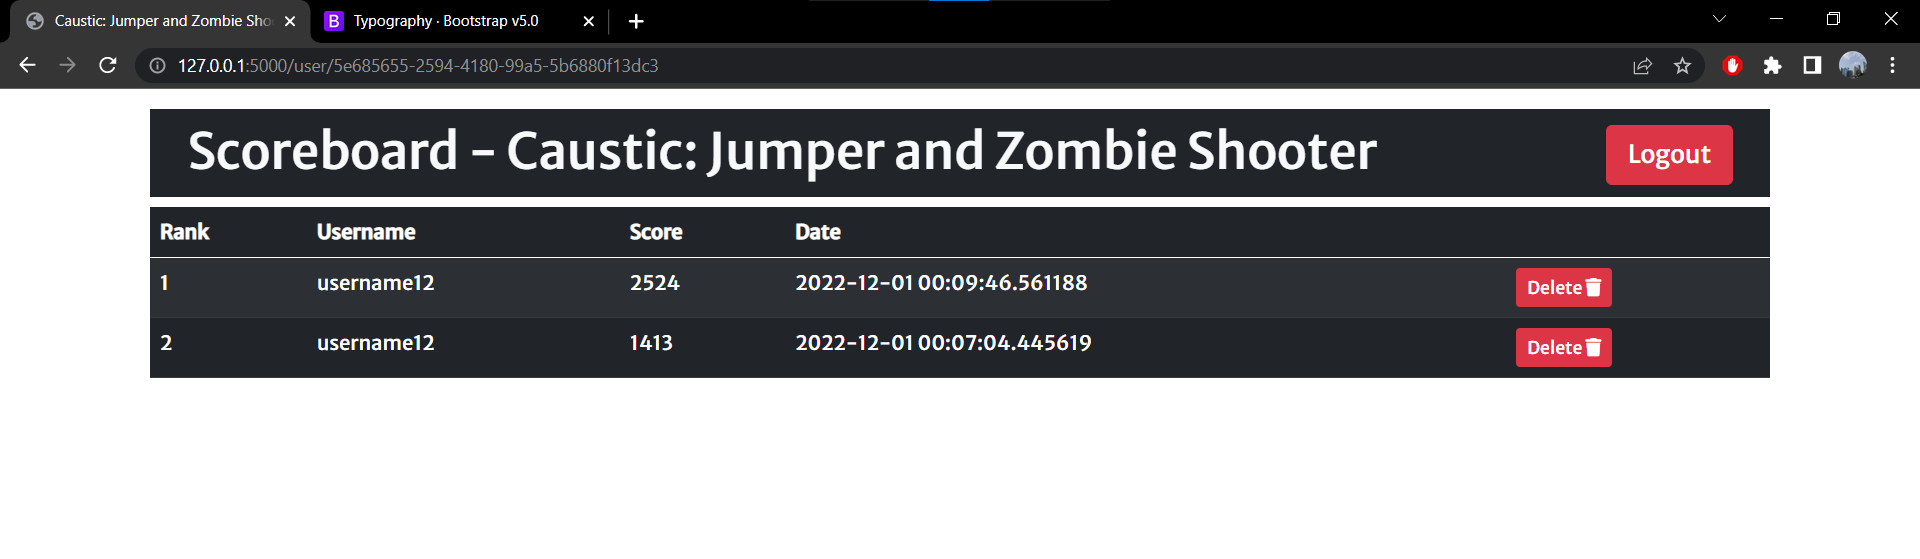 Caustic: Jumper and Zombie Sho
B Typography · Bootstrap v5.0
127.0.0.1:5000/user/5e685655-2594-4180-99a5-5b6880f13dc3
Scoreboard - Caustic: Jumper and Zombie Shooter Logout
Rank Username Score Date
1 username12 2524 2022-12-01 00:09:46.561188 Delete
2 username12 1413 2022-12-01 00:07:04.445619 Delete